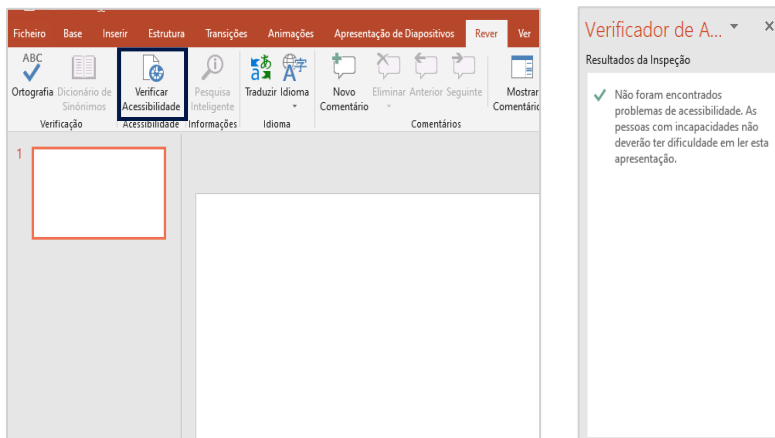 Ficheiro Base Inserir Estrutura Transições Animações Apresentação de Diapositivos Rever Ver
ABC
Ortografia Dicionário de Sinónimos
Verificar Acessibilidade
Pesquisa Inteligente
Traduzir Idioma
Novo Comentário
Eliminar Anterior Seguinte
Mostrar Comentário
Verificação Acessibilidade Informações Idioma Comentários
1
Verificador de A...
Resultados da Inspeção
Não foram encontrados
problemas de acessibilidade. As
pessoas com incapacidades não
deverão ter dificuldade em ler esta
apresentação.